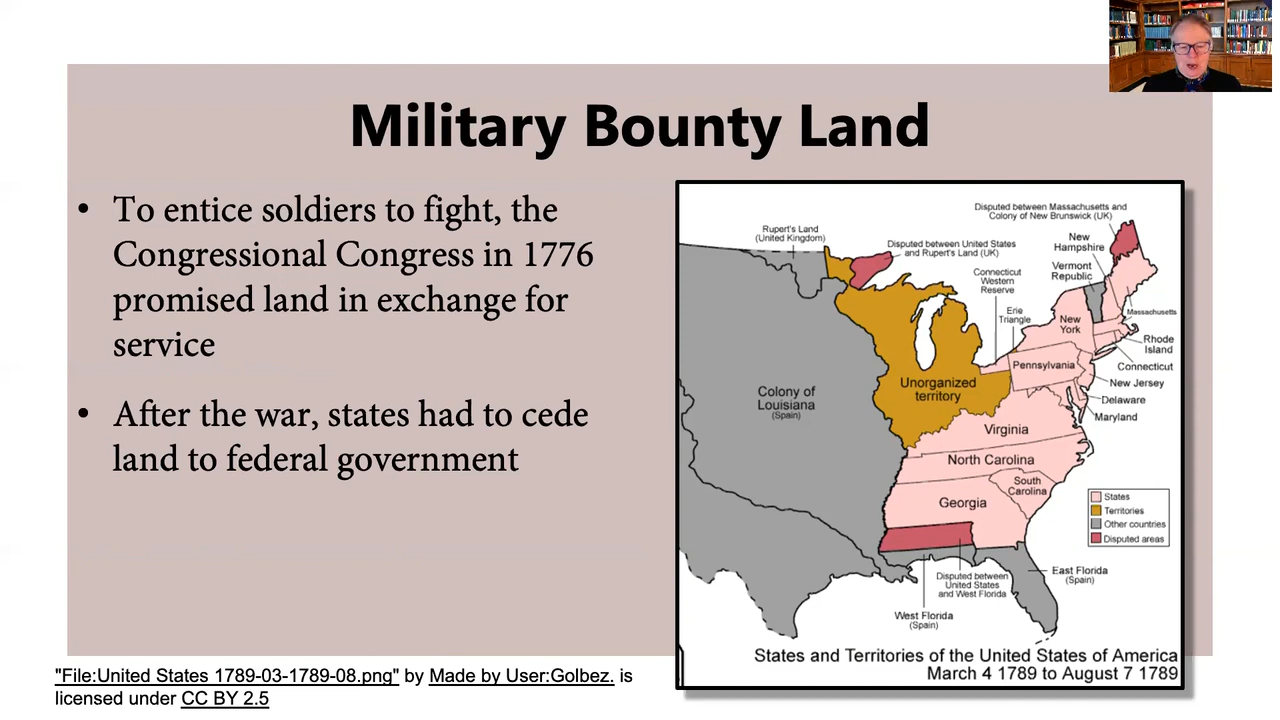 Military Bounty Land
• To entice soldiers to fight, the
Congressional Congress in 1776
promised land in exchange for
service
• After the war, states had to cede
land to federal government
Disputed between Massachusetts and
Colony of New Brunswick (UK)
Rupert's Land
(United Kingdom)
Disputed between United States
and Rupert's Land (UK)
New
Hampshire
Vermont
Republic
Connecticut
Western
Reserve
Erie
Triangle
Massachusetts
New
York
Rhode
Island
Connecticut
Pennsylvania
New Jersey
Delaware
Maryland
Unorganized
territory
Colony of
Louisiana
(Spain)
Virginia
North Carolina
South
Carolina
Georgia
States
Territories
Other countries
Disputed areas
Disputed between
United States
and West Florida
East Florida
(Spain)
West Florida
(Spain)
States and Territories of the United States of America
March 4 1789 to August 7 1789
"File:United States 1789-03-1789-08.png" by Made by User:Golbez. is
licensed under CC BY 2.5